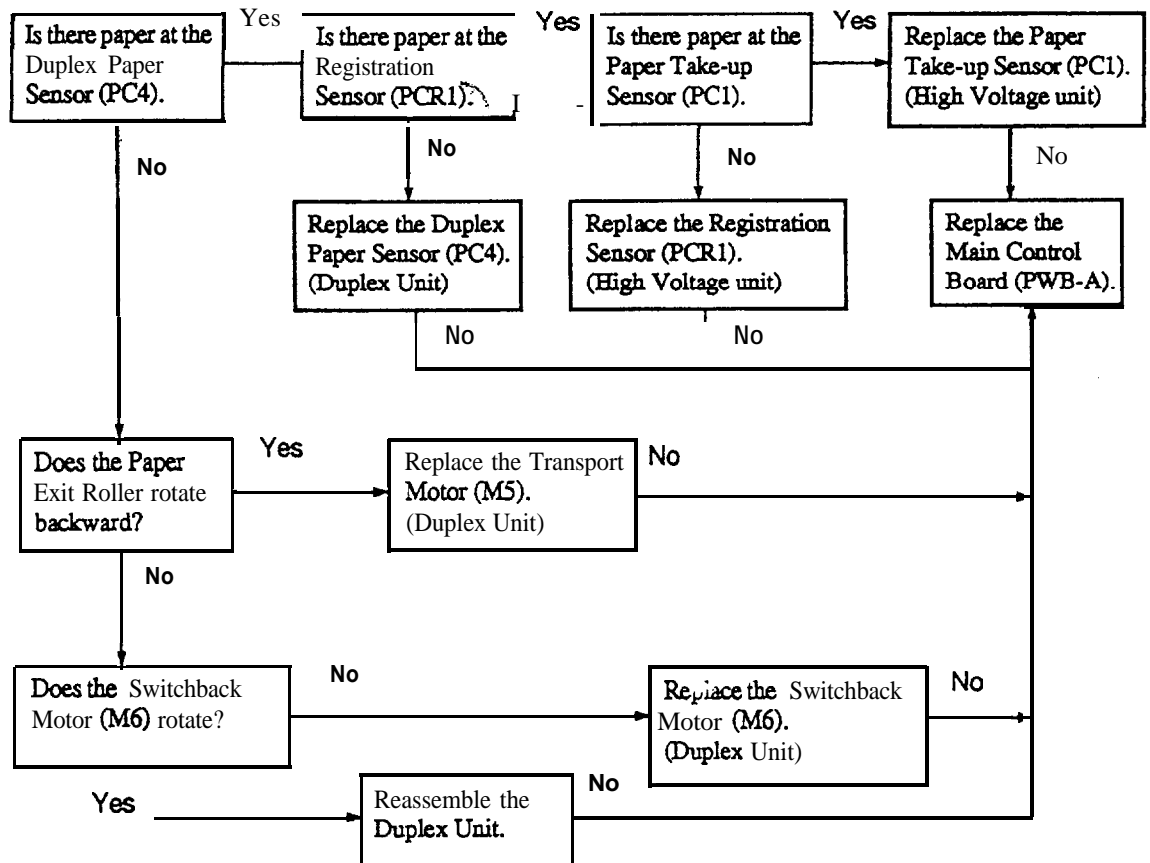 Yes
Yes
Yes
Is there paper at the
Duplex Paper
Sensor (PC4).
Is there paper at the
Registration
Sensor (PCR1).
Is there paper at the
Paper Take-up
Sensor (PC1).
Replace the Paper
Take-up Sensor (PC1).
(High Voltage unit)
No
No
No
No
Replace the Duplex
Paper Sensor (PC4).
(Duplex Unit)
Replace the Registration
Sensor (PCR1).
(High Voltage unit)
Replace the
Main Control
Board (PWB-A).
No
No
Does the Paper
Exit Roller rotate
backward?
Yes
Replace the Transport
Motor (M5).
(Duplex Unit)
No
No
Does the Switchback
Motor (M6) rotate?
No
Replace the Switchback
Motor (M6).
(Duplex Unit)
No
Yes
Reassemble the
Duplex Unit.
No